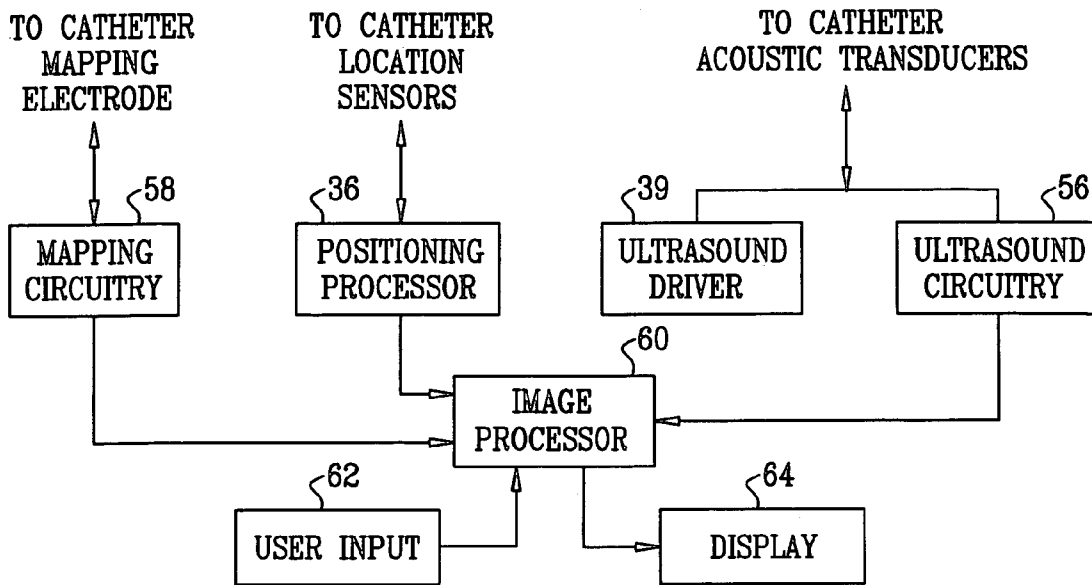 TO CATHETER
MAPPING
ELECTRODE
TO CATHETER
LOCATION
SENSORS
TO CATHETER
ACOUSTIC TRANSDUCERS
58
MAPPING
CIRCUITRY
36
POSITIONING
PROCESSOR
39
ULTRASOUND
DRIVER
56
ULTRASOUND
CIRCUITRY
60
IMAGE
PROCESSOR
62
USER INPUT
64
DISPLAY